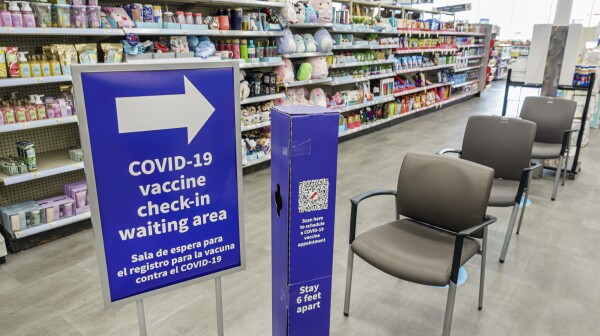 COVID-19
vaccine
check-in
waiting area
Sala de espera para
el registro para la vacuna
contra el COVID-19
Scan here
to schedule
a COVID-19
vaccine
appointment
Stay
6 feet
apart